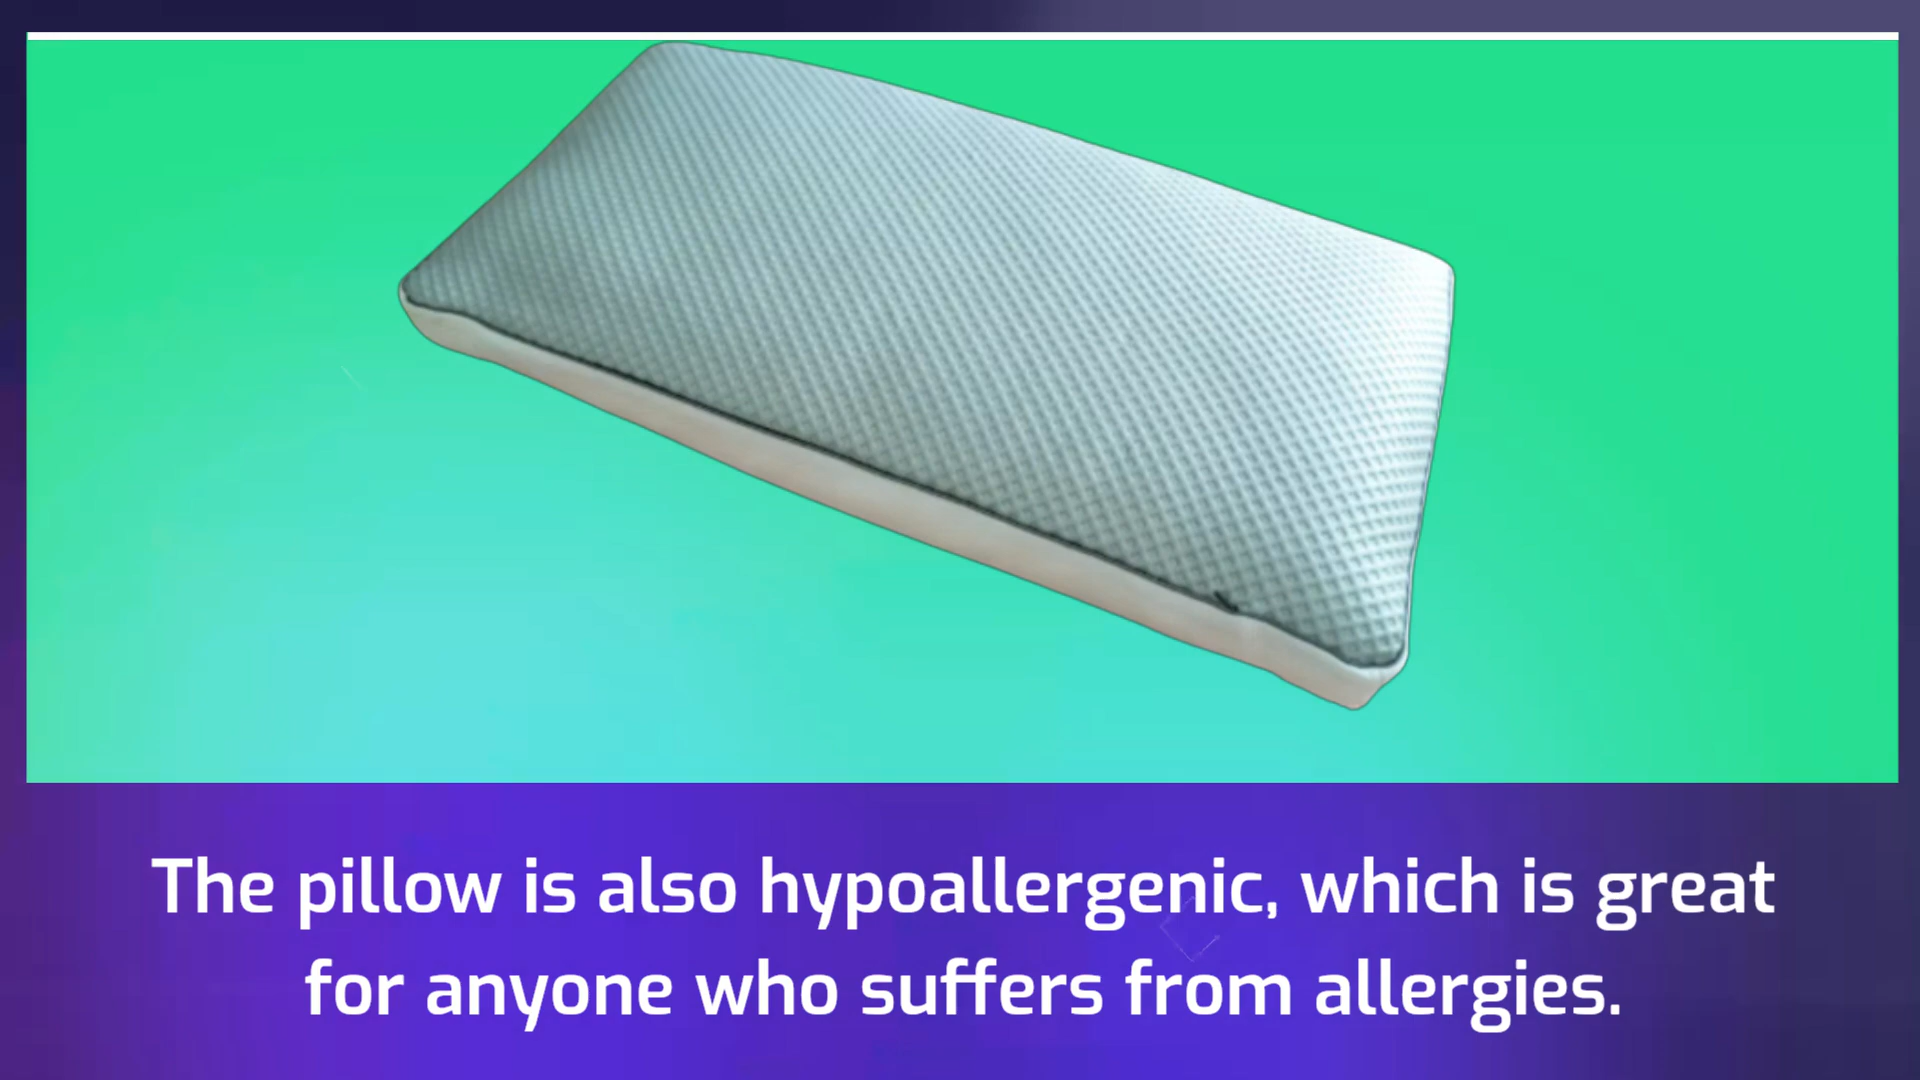 The pillow is also hypoallergenic, which is great
for anyone who suffers from allergies.